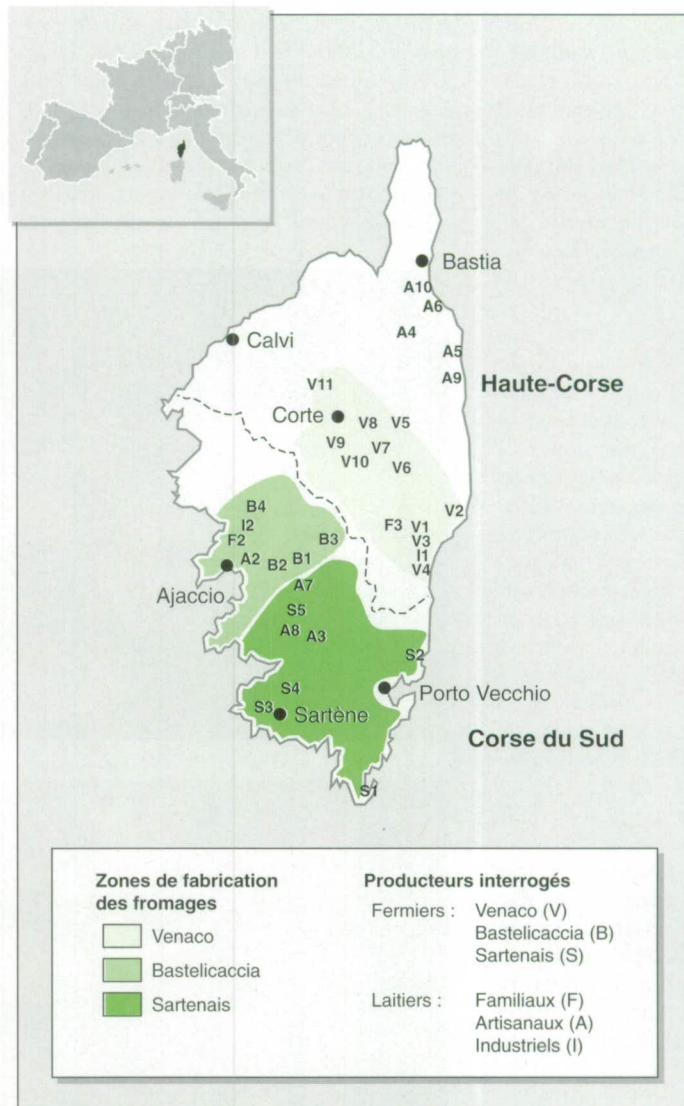 Bastia
A10
A6
A4
Calvi
A5
A9
Haute-Corse
V11
Corte
V8 V5
V9
V7
V10
V6
V2
B4
I2
F3 V1
F2
B3
V3
A2
B1
I1
B2
V4
Ajaccio
A7
S5
A8 A3
S2
S4
Porto Vecchio
S3
Sartène
Corse du Sud
S1
Zones de fabrication
des fromages
Venaco
Bastelicaccia
Sartenais
Producteurs interrogés
Fermiers : Venaco (V)
Bastelicaccia (B)
Sartenais (S)
Laitiers : Familiaux (F)
Artisanaux (A)
Industriels (I)